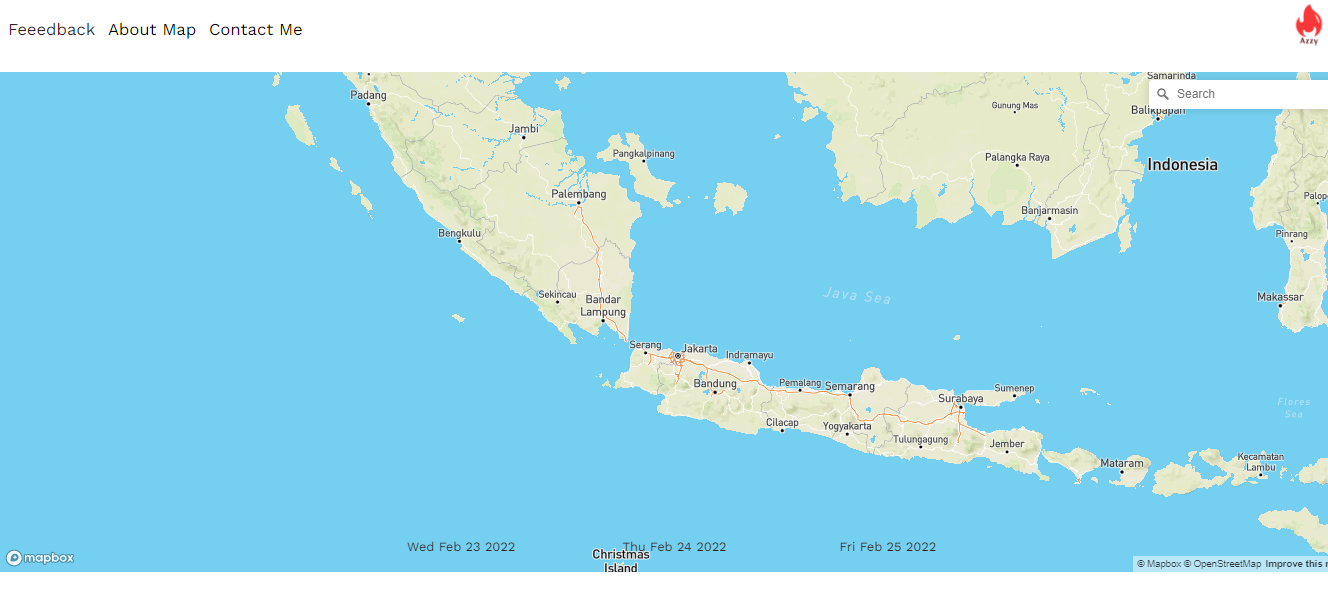 Feeedback About Map Contact Me
Azzy
Samarinda
Search
Padang
Gunung Mas
Balikpapan
Jambi
Pangkalpinang
Palangka Raya
Indonesia
Palembang
Palop
Banjarmasin
Bengkulu
Pinrang
Java Sea
Sekincau
Bandar
Lampung
Makassar
Serang
Jakarta
Indramayu
Bandung
Pemalang
Semarang
Sumenep
Surabaya
Flores
Sea
Cilacap
Yogyakarta
Tulungagung
Jember
Mataram
Kecamatan
Lambu
Wed Feb 23 2022
Thu Feb 24 2022
Fri Feb 25 2022
Christmas
Island
mapbox
© Mapbox © OpenStreetMap Improve this